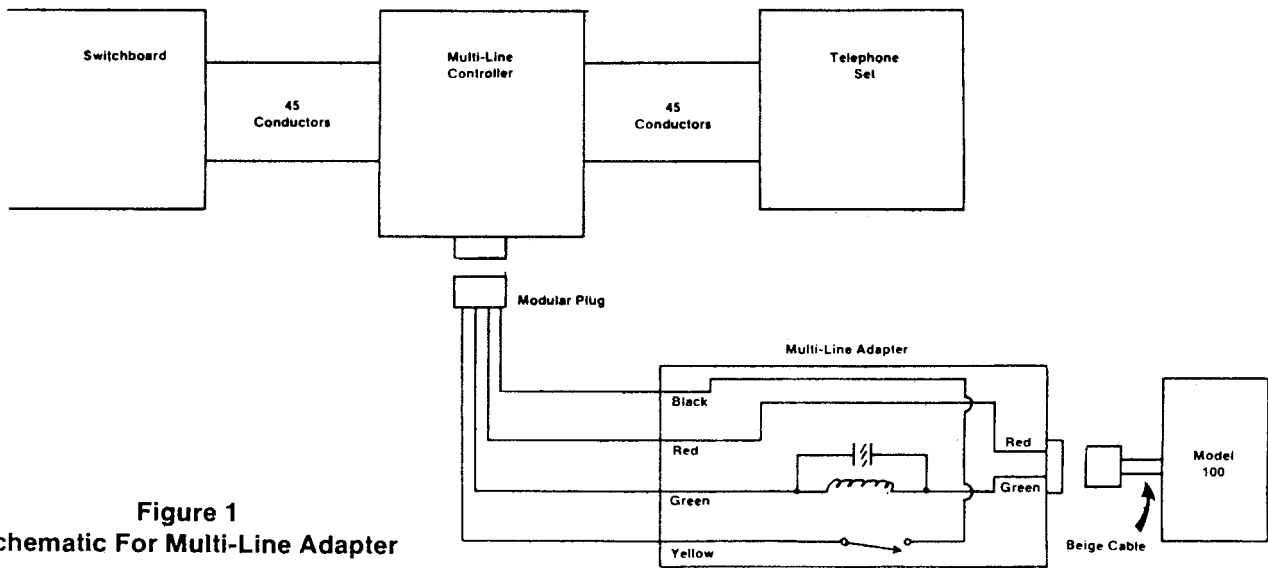 Switchboard
Multi-Line
Controller
Telephone
Set
45
Conductors
45
Conductors
Modular Plug
Multi-Line Adapter
Black
Red
Red
Green
Green
Yellow
Model
100
Beige Cable
Figure 1
chematic For Multi-Line Adapter